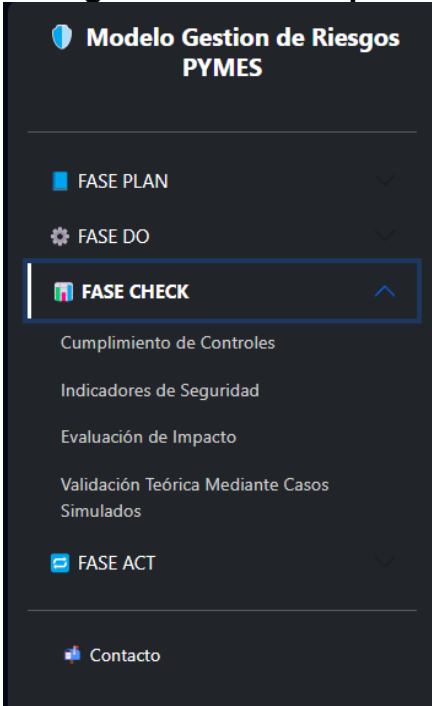 Modelo Gestion de Riesgos
PYMES
FASE PLAN
FASE DO
FASE CHECK
Cumplimiento de Controles
Indicadores de Seguridad
Evaluación de Impacto
Validación Teórica Mediante Casos
Simulados
FASE ACT
Contacto